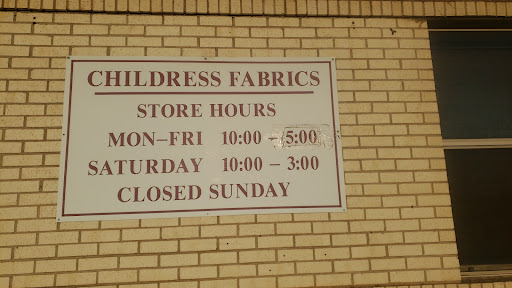 CHILDRESS FABRICS
STORE HOURS
MON–FRI 10:00 – 5:00
SATURDAY 10:00 – 3:00
CLOSED SUNDAY